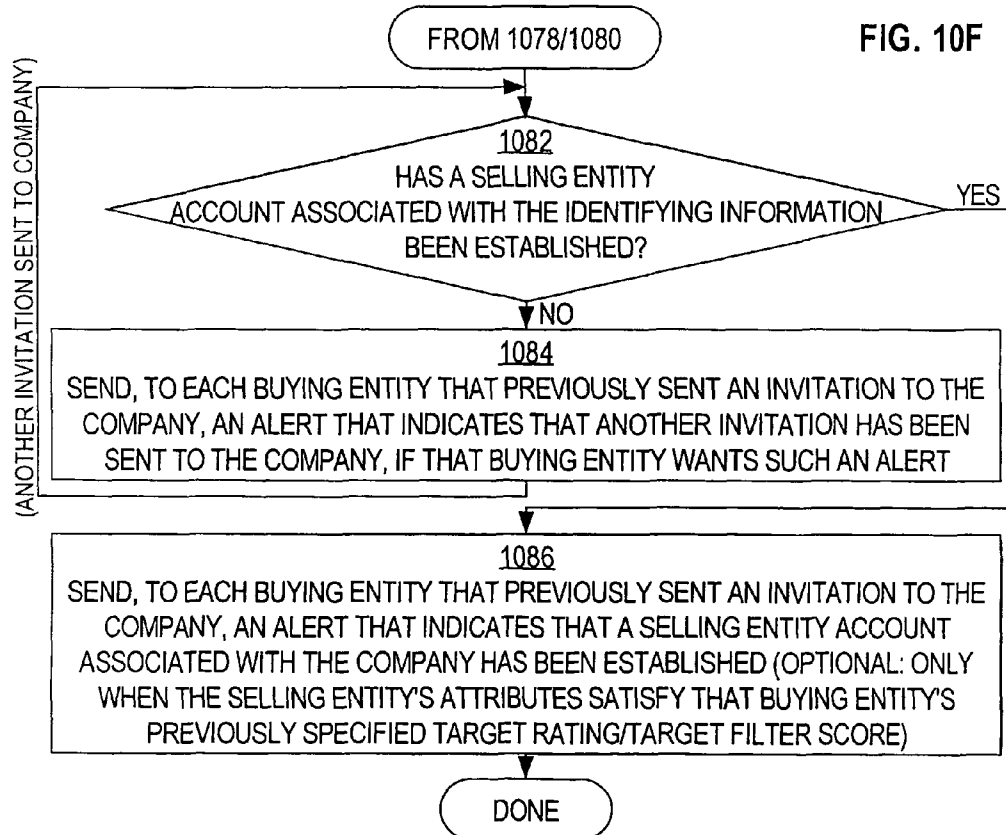 FROM 1078/1080
FIG. 10F
(ANOTHER INVITATION SENT TO COMPANY)
1082
HAS A SELLING ENTITY
ACCOUNT ASSOCIATED WITH THE IDENTIFYING INFORMATION
BEEN ESTABLISHED?
YES
NO
1084
SEND, TO EACH BUYING ENTITY THAT PREVIOUSLY SENT AN INVITATION TO THE
COMPANY, AN ALERT THAT INDICATES THAT ANOTHER INVITATION HAS BEEN
SENT TO THE COMPANY, IF THAT BUYING ENTITY WANTS SUCH AN ALERT
1086
SEND, TO EACH BUYING ENTITY THAT PREVIOUSLY SENT AN INVITATION TO THE
COMPANY, AN ALERT THAT INDICATES THAT A SELLING ENTITY ACCOUNT
ASSOCIATED WITH THE COMPANY HAS BEEN ESTABLISHED (OPTIONAL: ONLY
WHEN THE SELLING ENTITY'S ATTRIBUTES SATISFY THAT BUYING ENTITY'S
PREVIOUSLY SPECIFIED TARGET RATING/TARGET FILTER SCORE)
DONE